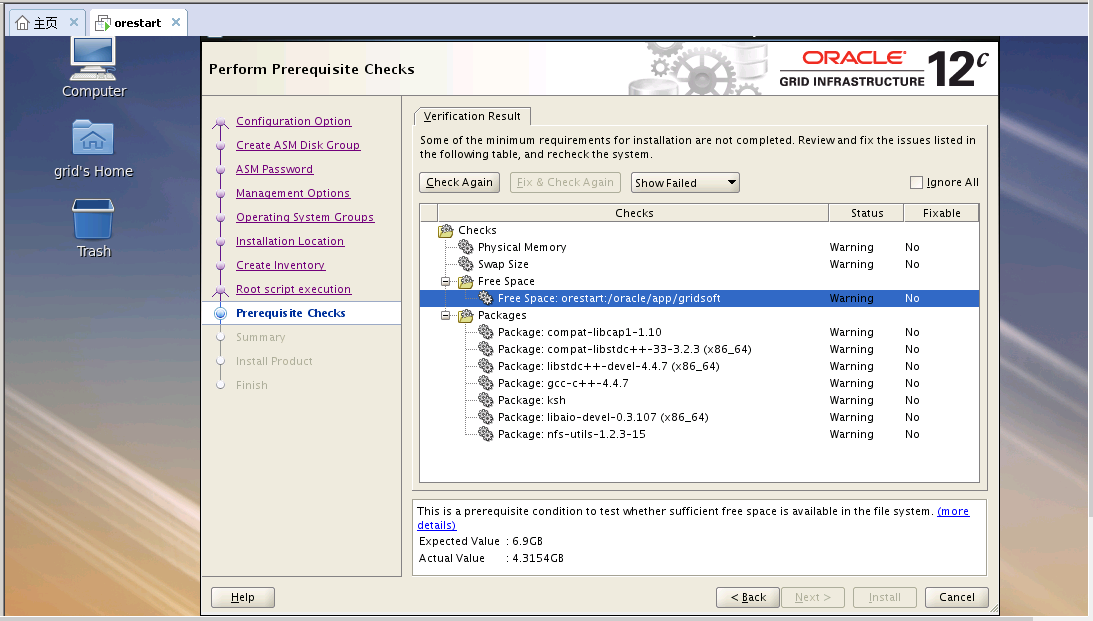 主页
orestart
Computer
grid's Home
Trash
Perform Prerequisite Checks
ORACLE
GRID INFRASTRUCTURE 12c
Configuration Option
Create ASM Disk Group
ASM Password
Management Options
Operating System Groups
Installation Location
Create Inventory
Root script execution
Prerequisite Checks
Summary
Install Product
Finish
Verification Result
Some of the minimum requirements for installation are not completed. Review and fix the issues listed in
the following table, and recheck the system.
Check Again Fix & Check Again Show Failed Ignore All
Checks Status Fixable
Checks
Physical Memory Warning No
Swap Size Warning No
Free Space
Free Space: orestart:/oracle/app/gridsoft Warning No
Packages
Package: compat-libcap1-1.10 Warning No
Package: compat-libstdc++-33-3.2.3 (x86_64) Warning No
Package: libstdc++-devel-4.4.7 (x86_64) Warning No
Package: gcc-c++-4.4.7 Warning No
Package: ksh Warning No
Package: libaio-devel-0.3.107 (x86_64) Warning No
Package: nfs-utils-1.2.3-15 Warning No
This is a prerequisite condition to test whether sufficient free space is available in the file system. (more
details)
Expected Value : 6.9GB
Actual Value : 4.3154GB
Help < Back Next > Install Cancel